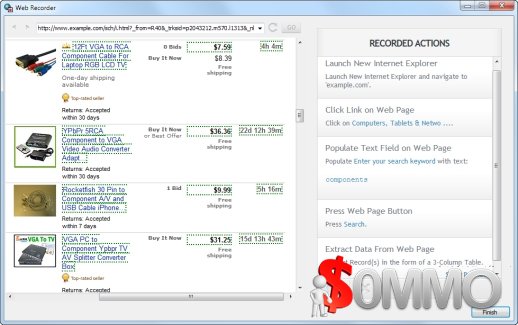 Web Recorder
http://www.example.com/sch/i.html?_from=R40&_trksid=p2043212.m570.l1313&_nl
GO
12Ft VGA to RCA
Component Cable For
Laptop RGB LCD TV
One-day shipping
available
Top-rated seller
Returns: Accepted
within 30 days
0 Bids
Buy It Now
$7.59
$8.39
Free
shipping
4h 4m
YPbPr 5RCA
Component to VGA
Video Audio Converter
Adapt...
Returns: Accepted
within 30 days
Buy It Now
or Best Offer
$36.36
Free
shipping
22d 12h 39m
Rocketfish 30 Pin to
Component A/V and
USB Cable iPhone...
Returns: Accepted
within 7 days
1 Bid
$9.99
Free
shipping
5h 16m
VGA To TV
VGA PC to
Component Ypbpr TV
AV Splitter Converter
Box
Top-rated seller
Returns: Accepted
Buy It Now
$31.25
Free
shipping
15d 13h 43m
RECORDED ACTIONS
Launch New Internet Explorer
Launch New Internet Explorer and navigate to
'example.com'.
Click Link on Web Page
Click on Computers, Tablets & Netwo ....
Populate Text Field on Web Page
Populate Enter your search keyword with text:
components
Press Web Page Button
Press Search.
Extract Data From Web Page
Record(s) in the form of a 3-Column Table.
$OMMO
Finish